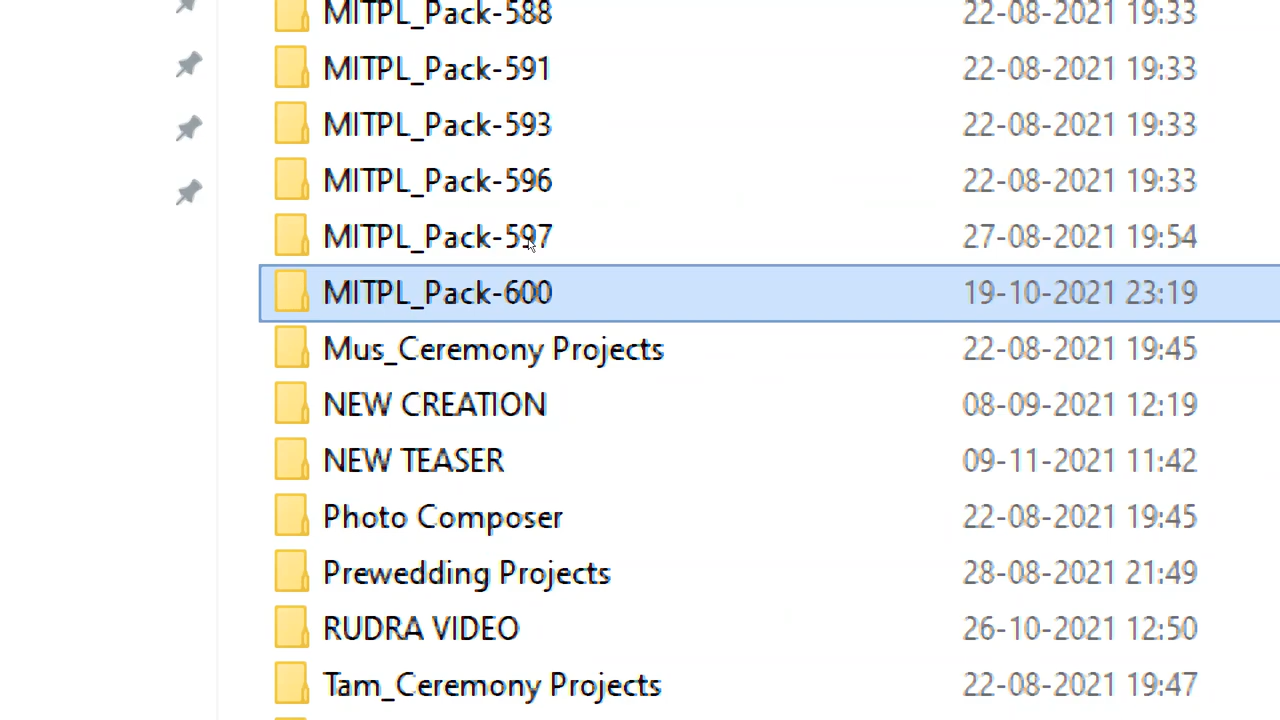 MITPL_Pack-588 22-08-2021 19:33
MITPL_Pack-591 22-08-2021 19:33
MITPL_Pack-593 22-08-2021 19:33
MITPL_Pack-596 22-08-2021 19:33
MITPL_Pack-597 27-08-2021 19:54
MITPL_Pack-600 19-10-2021 23:19
Mus_Ceremony Projects 22-08-2021 19:45
NEW CREATION 08-09-2021 12:19
NEW TEASER 09-11-2021 11:42
Photo Composer 22-08-2021 19:45
Prewedding Projects 28-08-2021 21:49
RUDRA VIDEO 26-10-2021 12:50
Tam_Ceremony Projects 22-08-2021 19:47